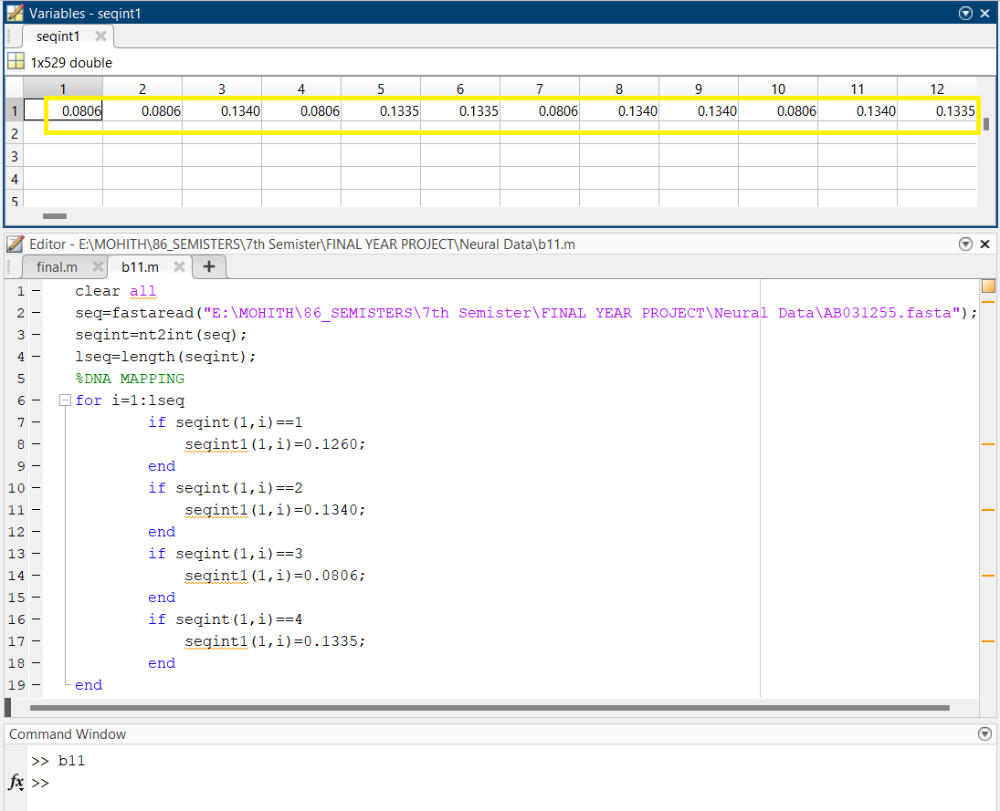 Variables - seqint1
seqint1
1x529 double
1 2 3 4 5 6 7 8 9 10 11 12
1 0.0806 0.0806 0.1340 0.0806 0.1335 0.1335 0.0806 0.1340 0.1340 0.0806 0.1340 0.1335
2
3
4
5
Editor - E:\MOHITH\86_SEMISTERS\7th Semister\FINAL YEAR PROJECT\Neural Data\b11.m
final.m b11.m +
1 - clear all
2 - seq=fastaread("E:\MOHITH\86_SEMISTERS\7th Semister\FINAL YEAR PROJECT\Neural Data\AB031255.fasta");
3 - seqint=nt2int(seq);
4 - lseq=length(seqint);
5 %DNA MAPPING
6 - for i=1:lseq
7 - if seqint(1,i)==1
8 - seqint1(1,i)=0.1260;
9 - end
10 - if seqint(1,i)==2
11 - seqint1(1,i)=0.1340;
12 - end
13 - if seqint(1,i)==3
14 - seqint1(1,i)=0.0806;
15 - end
16 - if seqint(1,i)==4
17 - seqint1(1,i)=0.1335;
18 - end
19 - end
Command Window
>> b11
fx >>